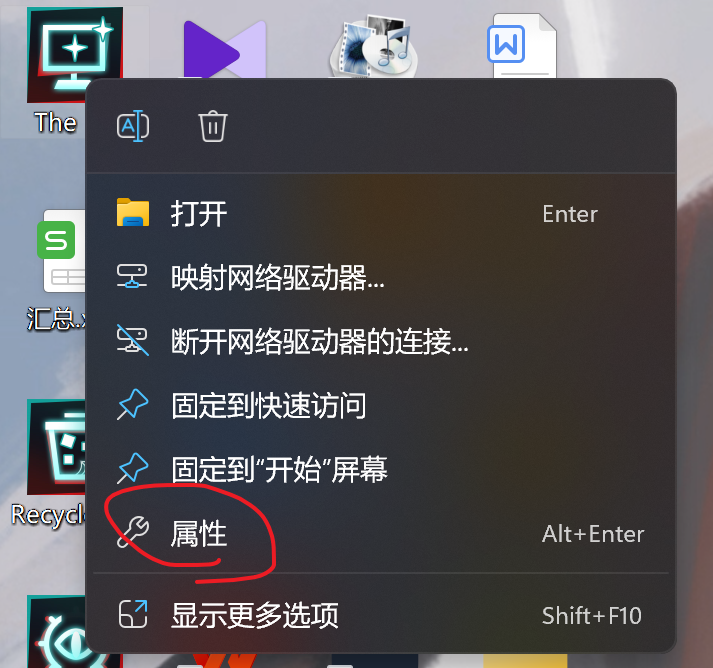 The
汇总.x
Recycl
打开 Enter
映射网络驱动器...
断开网络驱动器的连接...
固定到快速访问
固定到“开始”屏幕
属性 Alt+Enter
显示更多选项 Shift+F10